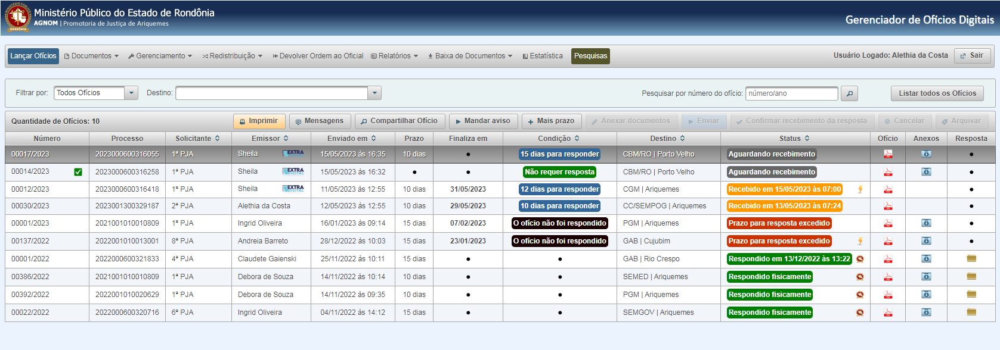 Ministério Público do Estado de Rondônia
AGNOM | Promotoria de Justiça de Ariquemes
Gerenciador de Ofícios Digitais
Lançar Ofícios Documentos Gerenciamento Redistribuição Devolver Ordem ao Oficial Relatórios Baixa de Documentos Estatística Pesquisas Usuário Logado: Alethia da Costa Sair
Filtrar por: Todos Ofícios Destino: Pesquisar por número do ofício: número/ano Listar todos os Ofícios
Quantidade de Ofícios: 10 Imprimir Mensagens Compartilhar Ofício Mandar aviso Mais prazo Anexar documentos Enviar Confirmar recebimento da resposta Cancelar Arquivar
Número Processo Solicitante Emissor Enviado em Prazo Finaliza em Condição Destino Status Ofício Anexos Resposta
00017/2023 2023000600316055 1ª PJA Sheila EXTRA DIGITAL 15/05/2023 às 16:35 10 dias • 15 dias para responder CBM/RO | Porto Velho Aguardando recebimento •
00014/2023 2023000600316258 1ª PJA Sheila EXTRA DIGITAL 15/05/2023 às 16:32 • • Não requer resposta CBM/RO | Porto Velho Aguardando recebimento •
00012/2023 2023000600316418 1ª PJA Sheila EXTRA DIGITAL 11/05/2023 às 12:55 10 dias 31/05/2023 12 dias para responder CGM | Ariquemes Recebido em 15/05/2023 às 07:00 •
00030/2023 2023001300329187 2ª PJA Alethia da Costa 12/05/2023 às 12:55 10 dias 29/05/2023 10 dias para responder CC/SEMPOG | Ariquemes Recebido em 13/05/2023 às 07:24 •
00001/2023 2021001010010809 1ª PJA Ingrid Oliveira 16/01/2023 às 09:14 15 dias 07/02/2023 O ofício não foi respondido PGM | Ariquemes Prazo para resposta excedido •
00137/2022 2022001010013001 8ª PJA Andreia Barreto 28/12/2022 às 10:03 15 dias 23/01/2023 O ofício não foi respondido GAB | Cujubim Prazo para resposta excedido •
00001/2022 2022000600321833 4ª PJA Claudete Gaienski 25/11/2022 às 10:11 15 dias • • GAB | Rio Crespo Respondido em 13/12/2022 às 13:22
00386/2022 2021001010010809 1ª PJA Debora de Souza 14/11/2022 às 10:14 10 dias • • SEMED | Ariquemes Respondido fisicamente
00392/2022 2022001010020629 1ª PJA Debora de Souza 14/11/2022 às 09:35 10 dias • • PGM | Ariquemes Respondido fisicamente
00022/2022 2022000600320716 6ª PJA Ingrid Oliveira 04/11/2022 às 14:12 15 dias • • SEMGOV | Ariquemes Respondido fisicamente